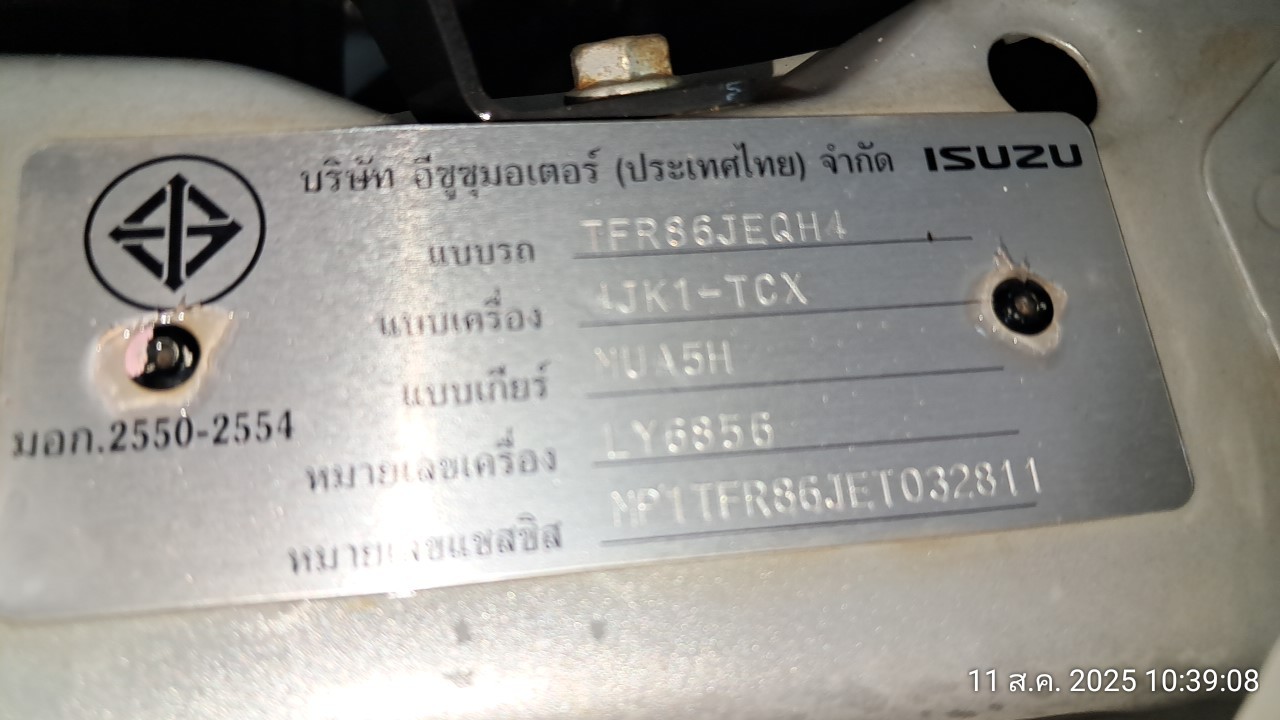 บริษัท อีซูซุมอเตอร์ (ประเทศไทย) จำกัด ISUZU
แบบรถ TFR86JEQH4
แบบเครื่อง 4JK1-TCX
แบบเกียร์ MUA5H
มอก.2550-2554
หมายเลขเครื่อง LY6856
หมายเลขแชสซิส MP1TFR86JET032811
11 ส.ค. 2025 10:39:08